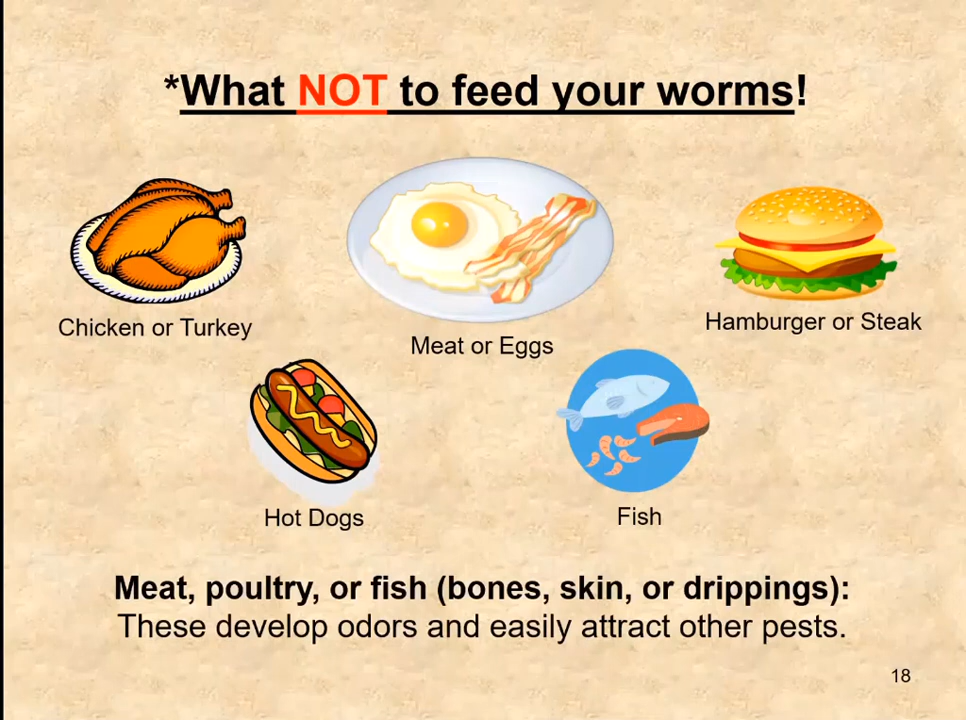 *What NOT to feed your worms!
Chicken or Turkey
Meat or Eggs
Hamburger or Steak
Hot Dogs
Fish
Meat, poultry, or fish (bones, skin, or drippings):
These develop odors and easily attract other pests.
18